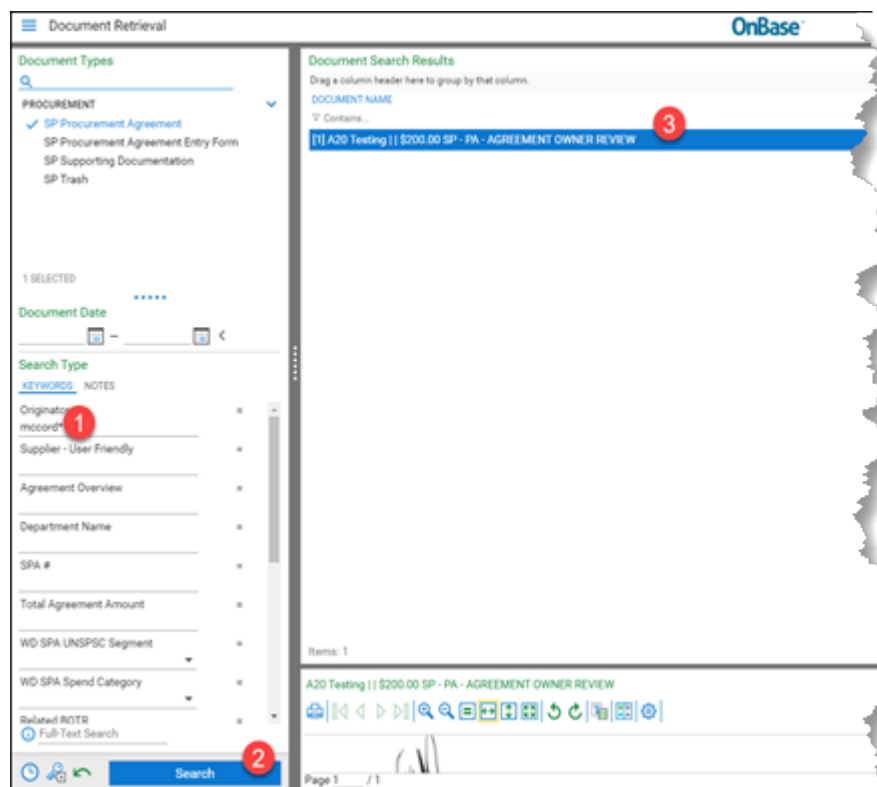 Document Retrieval
OnBase
Document Types
PROCUREMENT
SP Procurement Agreement
SP Procurement Agreement Entry Form
SP Supporting Documentation
SP Trash
1 SELECTED
Document Date
–
Search Type
KEYWORDS NOTES
Originator
mccord*
1
Supplier - User Friendly
Agreement Overview
Department Name
SPA #
Total Agreement Amount
WD SPA UNSPSC Segment
WD SPA Spend Category
Related BOTR
Full-Text Search
Search
2
Document Search Results
Drag a column header here to group by that column.
DOCUMENT NAME
Contains...
3
[1] A20 Testing | | $200.00 SP - PA - AGREEMENT OWNER REVIEW
Items: 1
A20 Testing | | $200.00 SP - PA - AGREEMENT OWNER REVIEW
Page 1 / 1